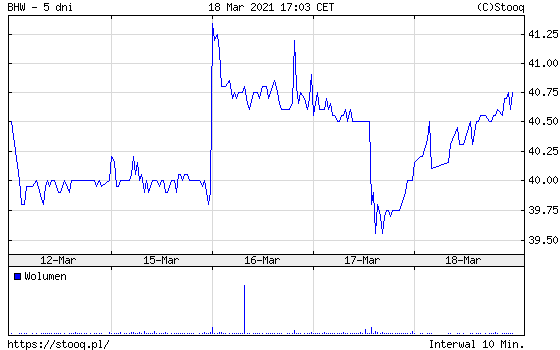 BHW - 5 dni 18 Mar 2021 17:03 CET (C)Stooq
41.25
41.00
40.75
40.50
40.25
40.00
39.75
39.50
12-Mar 15-Mar 16-Mar 17-Mar 18-Mar
Wolumen
https://stooq.pl/ Interwal 10 Min.